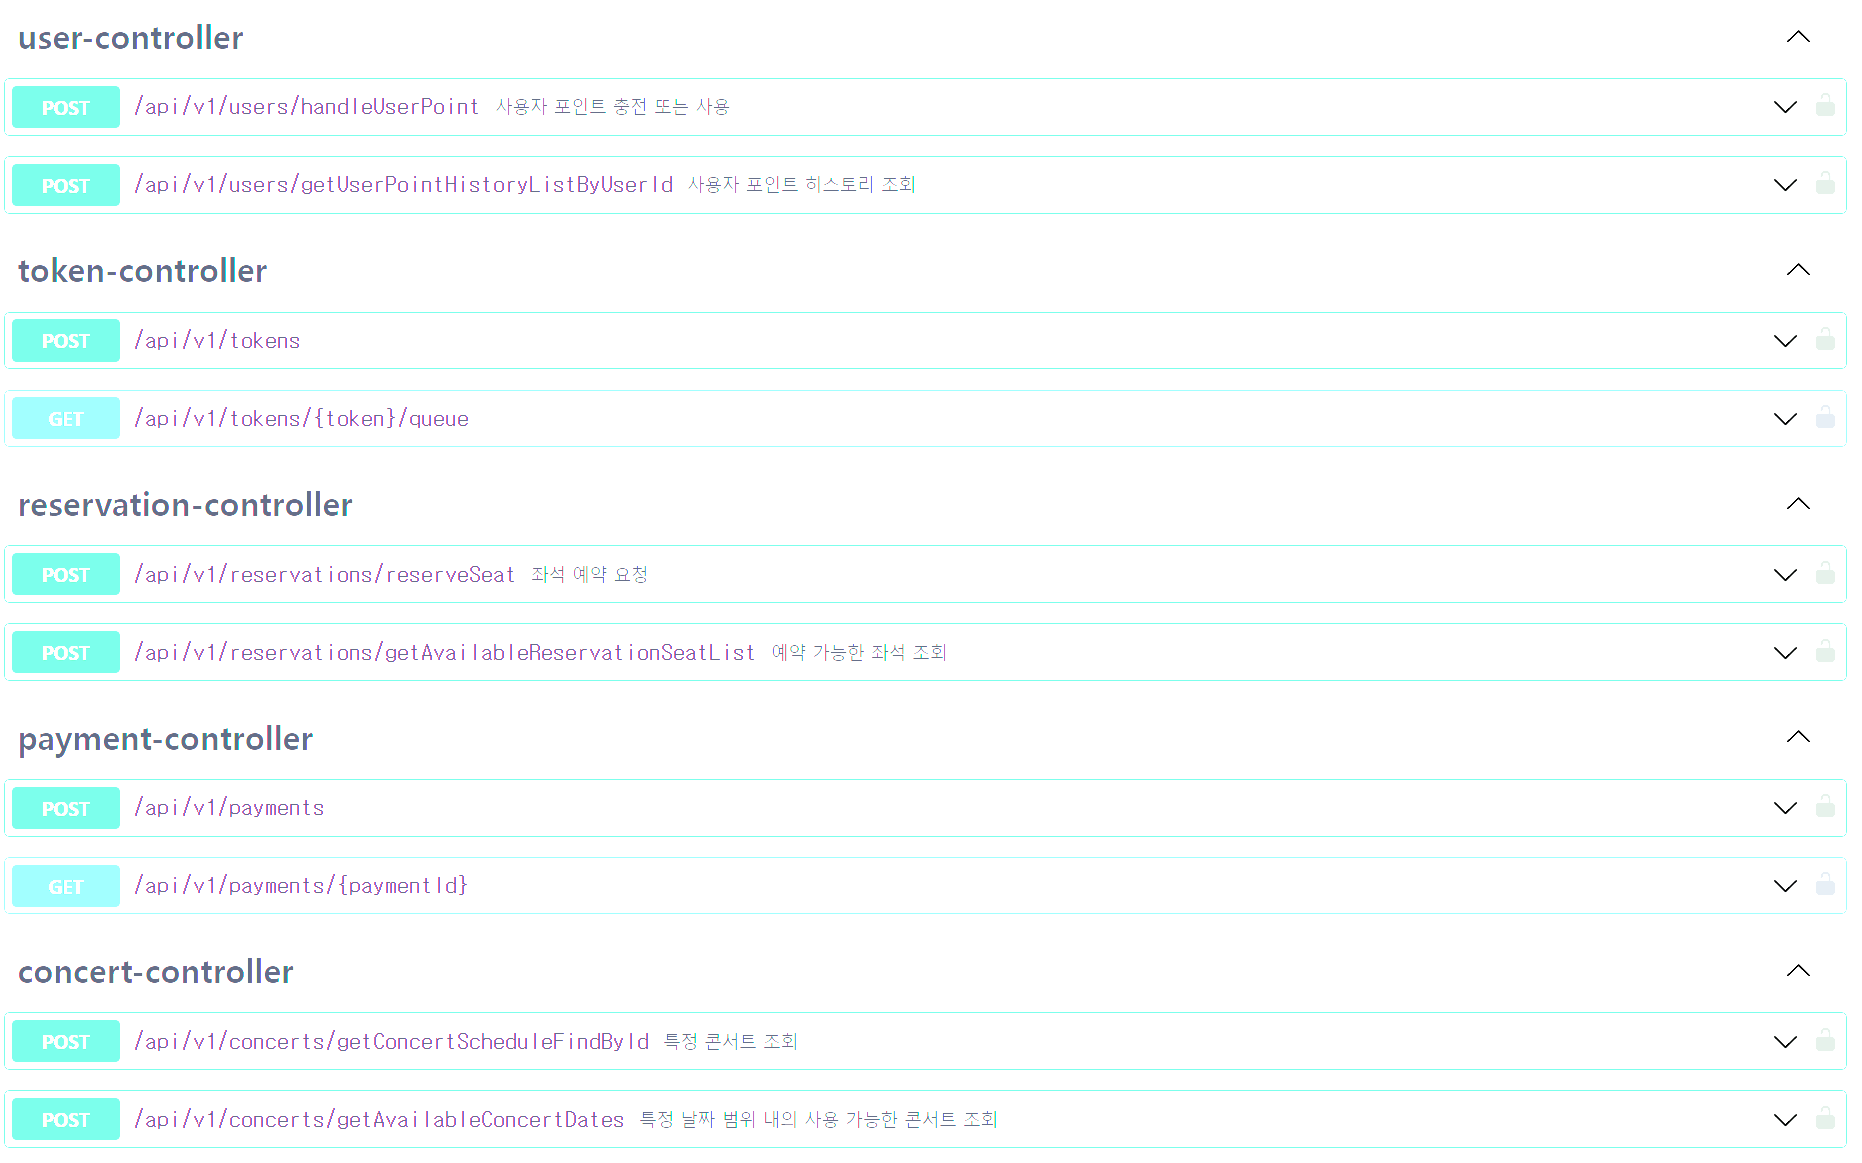 user-controller
POST /api/v1/users/handleUserPoint 사용자 포인트 충전 또는 사용
POST /api/v1/users/getUserPointHistoryListByUserId 사용자 포인트 히스토리 조회
token-controller
POST /api/v1/tokens
GET /api/v1/tokens/{token}/queue
reservation-controller
POST /api/v1/reservations/reserveSeat 좌석 예약 요청
POST /api/v1/reservations/getAvailableReservationSeatList 예약 가능한 좌석 조회
payment-controller
POST /api/v1/payments
GET /api/v1/payments/{paymentId}
concert-controller
POST /api/v1/concerts/getConcertScheduleFindById 특정 콘서트 조회
POST /api/v1/concerts/getAvailableConcertDates 특정 날짜 범위 내의 사용 가능한 콘서트 조회